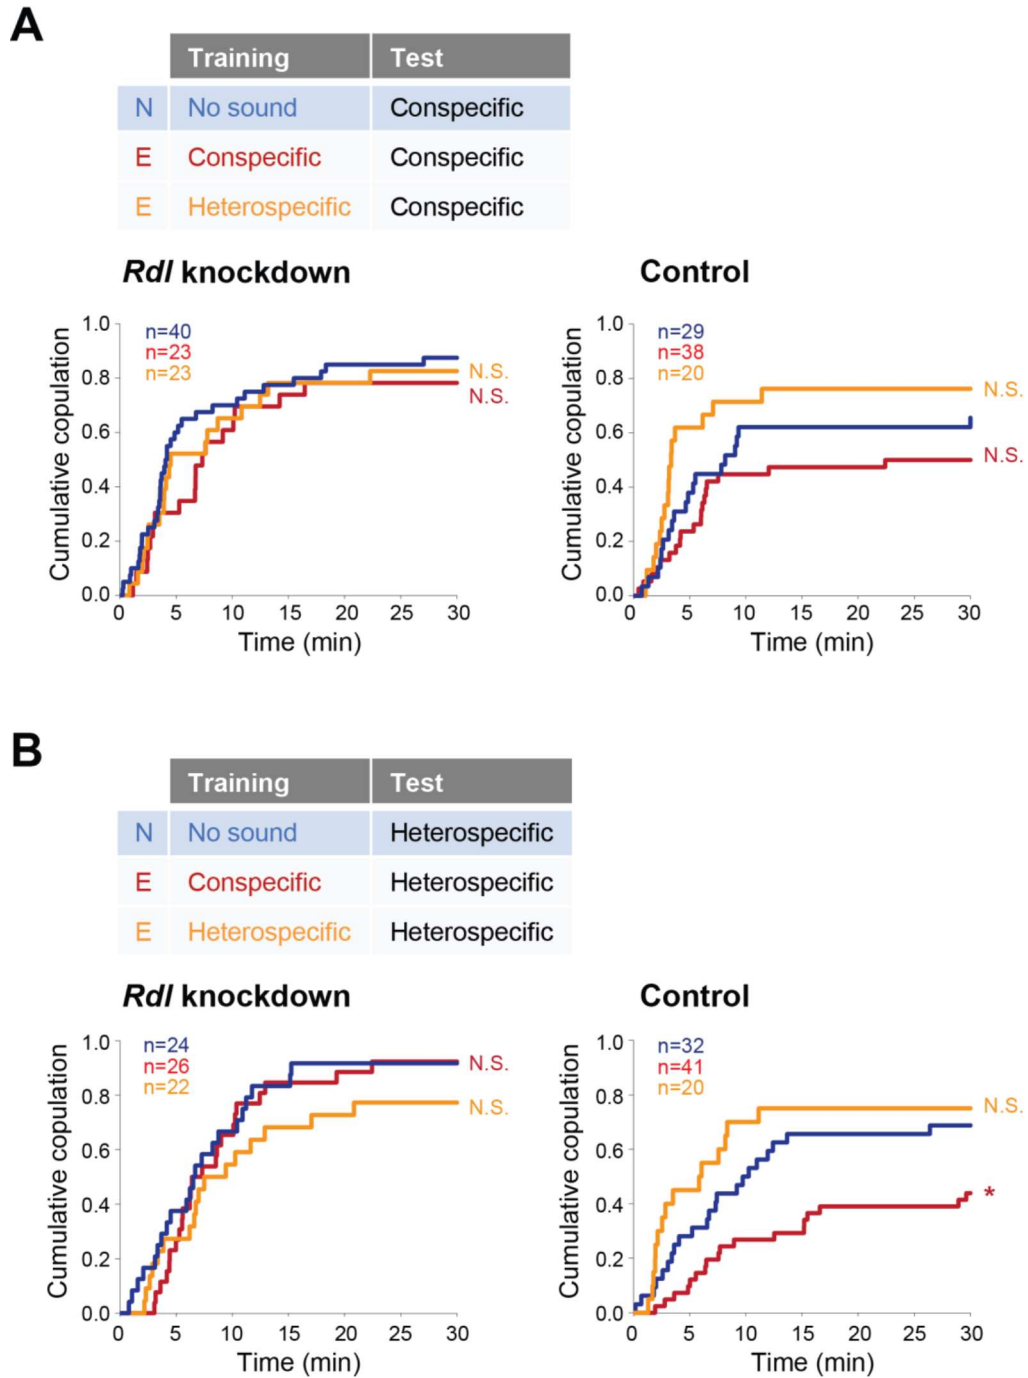 A
Training Test
N No sound Conspecific
E Conspecific Conspecific
E Heterospecific Conspecific
Rdl knockdown
Cumulative copulation
1.0
0.8
0.6
0.4
0.2
0.0
n=40
n=23
n=23
N.S.
N.S.
0 5 10 15 20 25 30
Time (min)
Control
Cumulative copulation
1.0
0.8
0.6
0.4
0.2
0.0
n=29
n=38
n=20
N.S.
N.S.
0 5 10 15 20 25 30
Time (min)
B
Training Test
N No sound Heterospecific
E Conspecific Heterospecific
E Heterospecific Heterospecific
Rdl knockdown
Cumulative copulation
1.0
0.8
0.6
0.4
0.2
0.0
n=24
n=26
n=22
N.S.
N.S.
0 5 10 15 20 25 30
Time (min)
Control
Cumulative copulation
1.0
0.8
0.6
0.4
0.2
0.0
n=32
n=41
n=20
N.S.
*
0 5 10 15 20 25 30
Time (min)